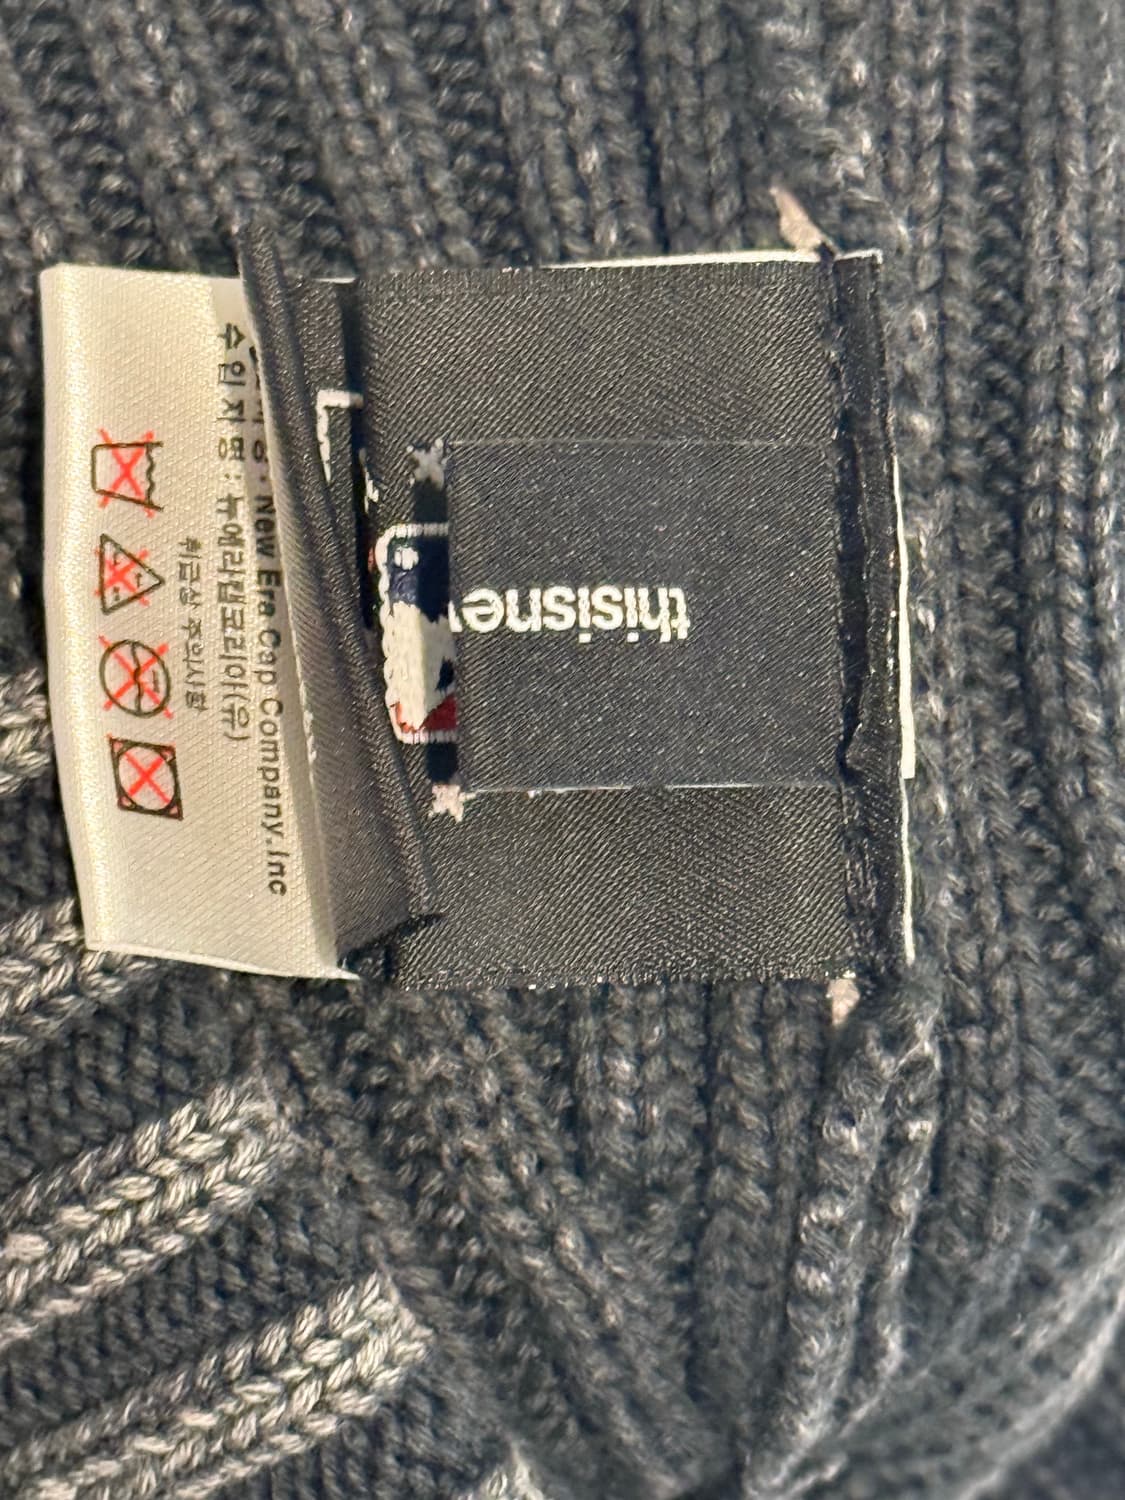 New Era Cap Company.Inc
수입자명 : 뉴에라캡코리아(유)
취급상 주의사항
thisisne